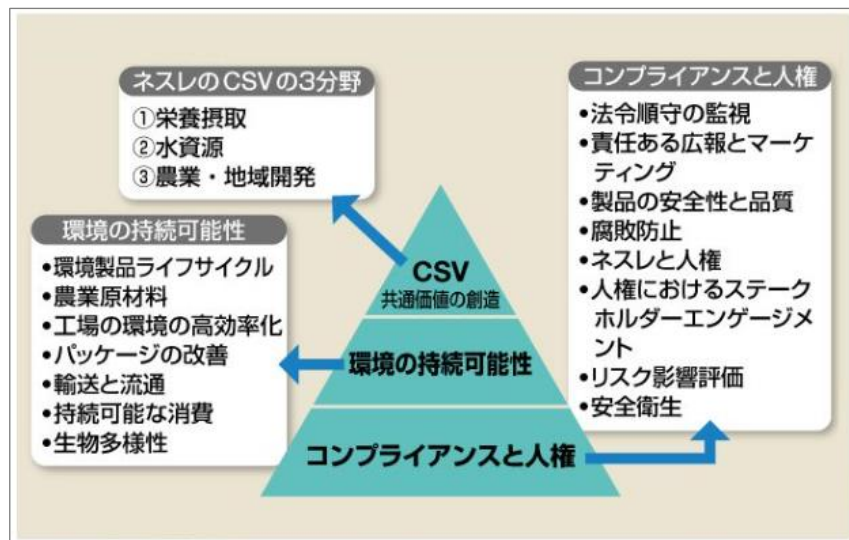 ネスレのCSVの3分野
①栄養摂取
②水資源
③農業・地域開発
環境の持続可能性
•環境製品ライフサイクル
•農業原材料
•工場の環境の高効率化
•パッケージの改善
•輸送と流通
•持続可能な消費
•生物多様性
CSV
共通価値の創造
環境の持続可能性
コンプライアンスと人権
コンプライアンスと人権
•法令順守の監視
•責任ある広報とマーケ
ティング
•製品の安全性と品質
•腐敗防止
•ネスレと人権
•人権におけるステーク
ホルダーエンゲージメ
ント
•リスク影響評価
•安全衛生